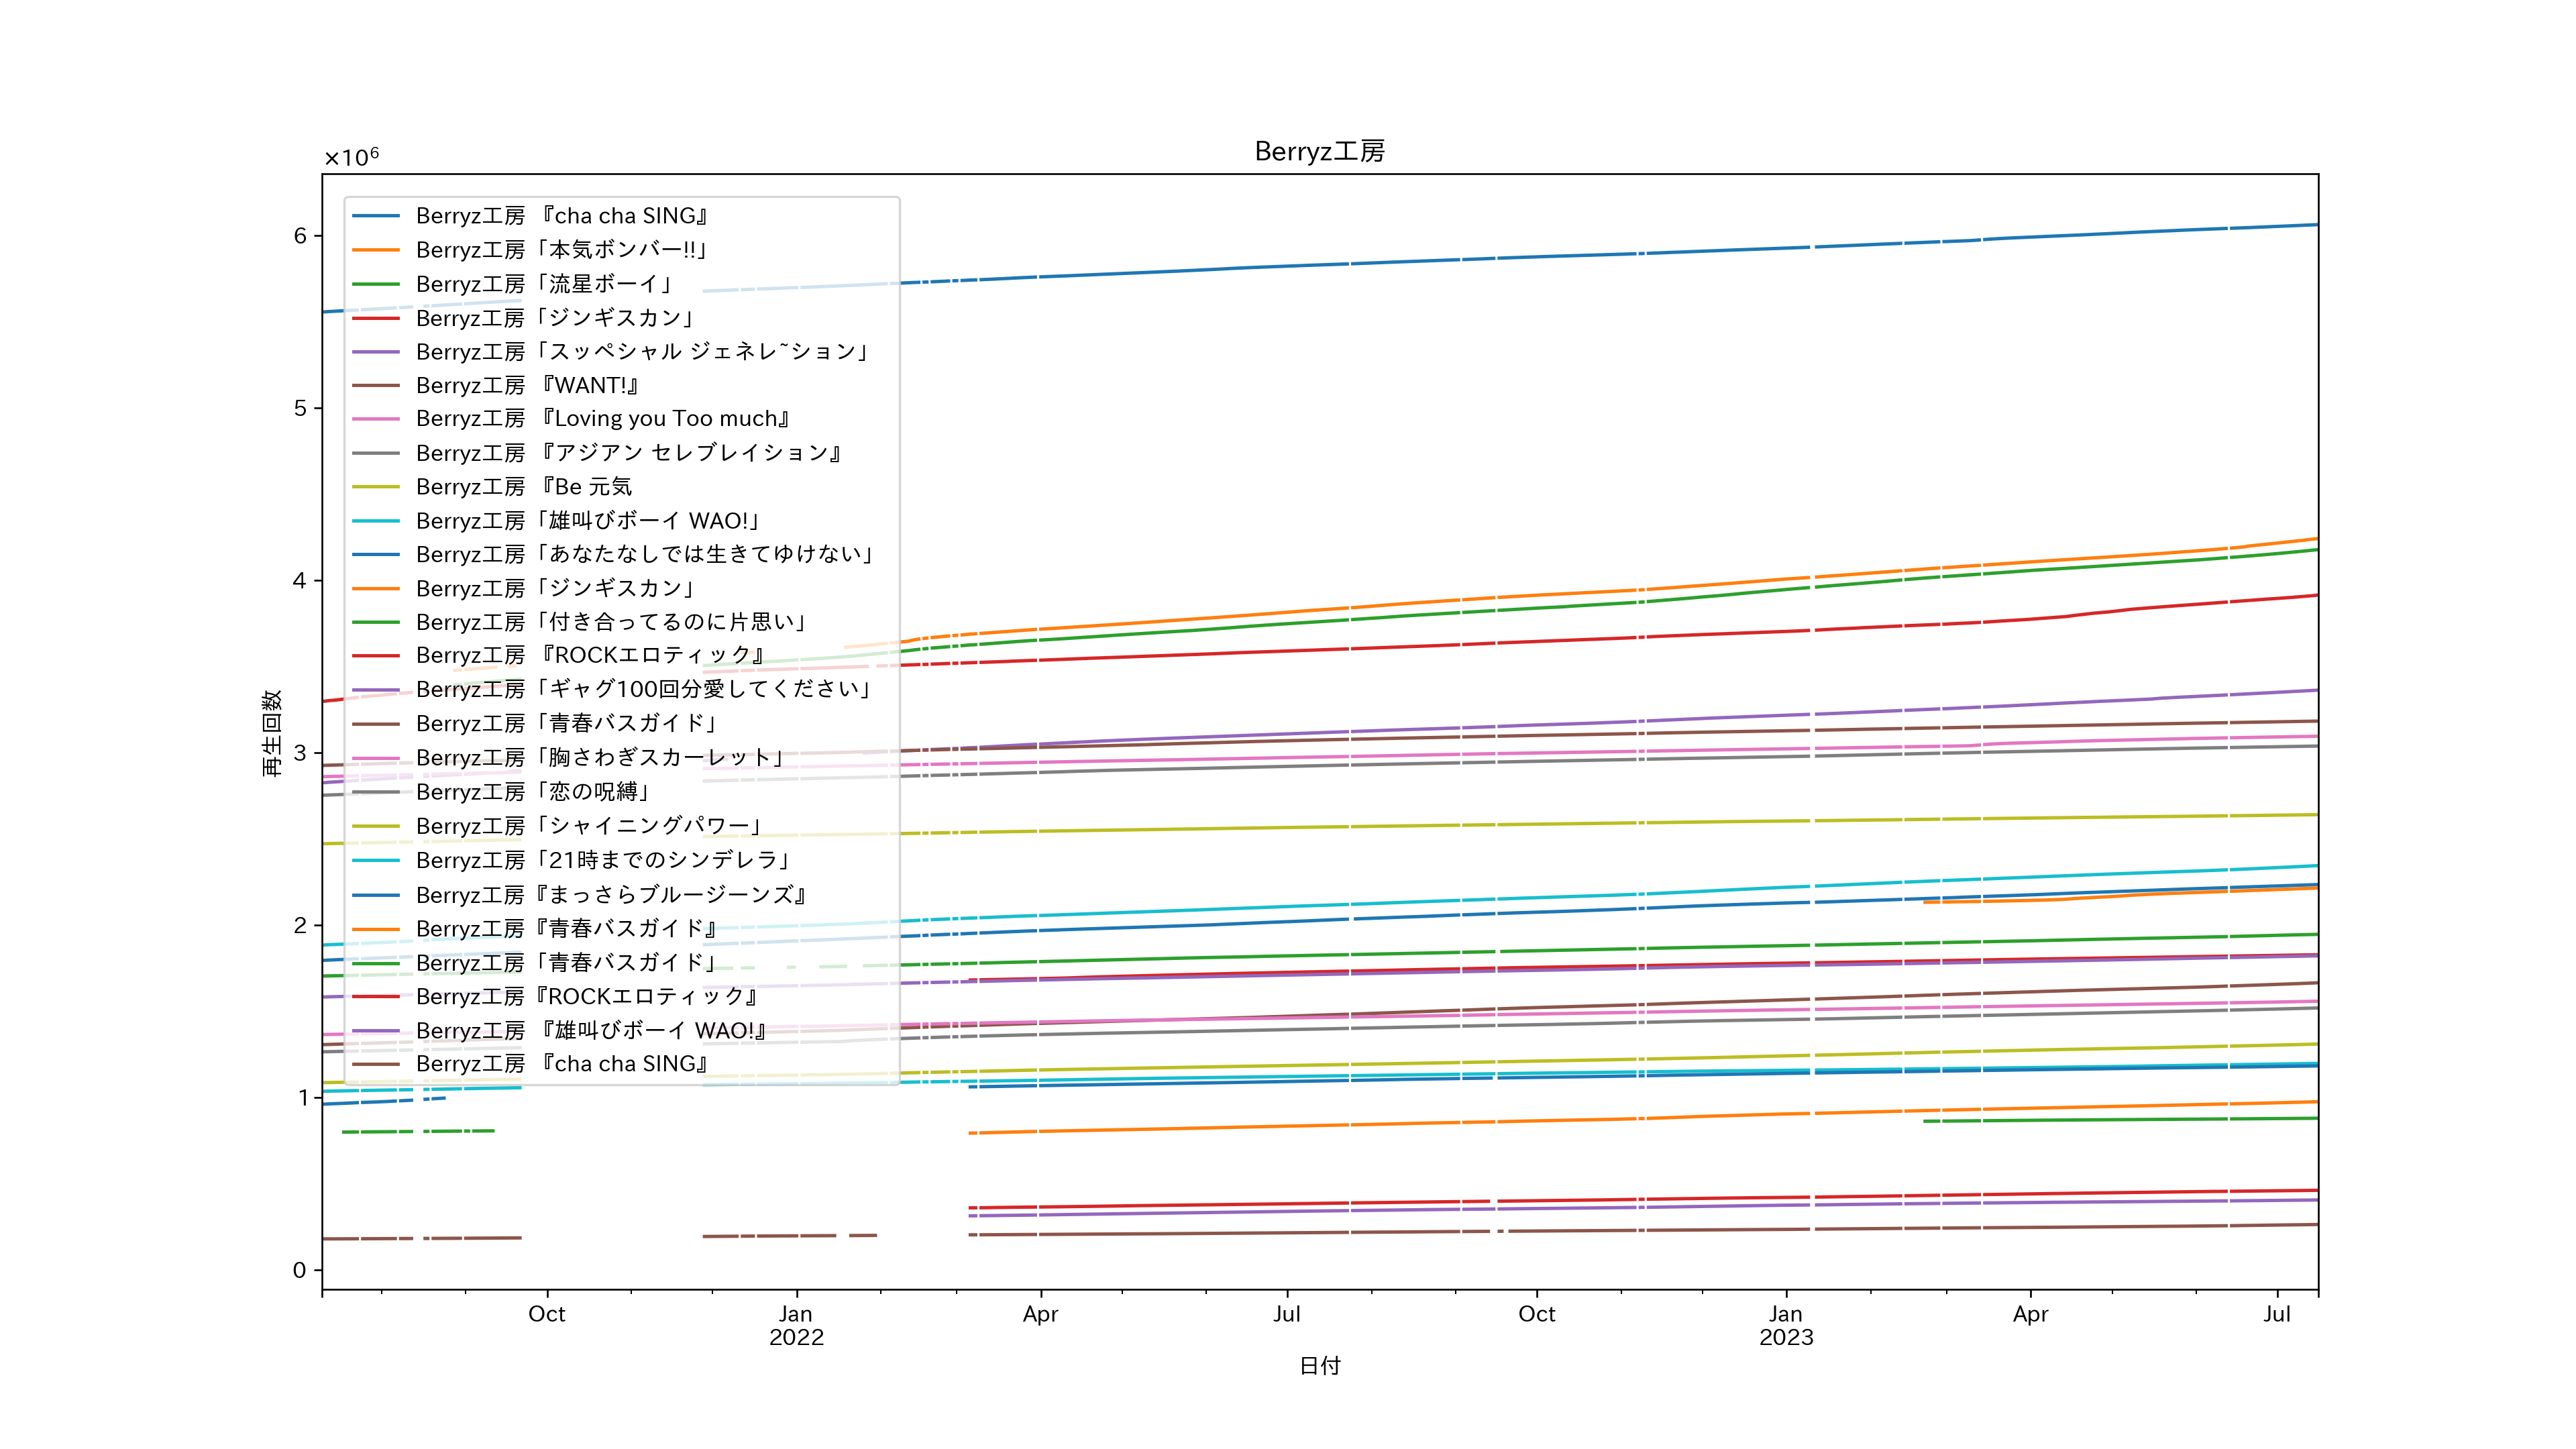 Berryz工房
×10⁶
6
5
4
3
2
1
0
再生回数
Berryz工房 『cha cha SING』
Berryz工房「本気ボンバー!!」
Berryz工房「流星ボーイ」
Berryz工房「ジンギスカン」
Berryz工房「スッペシャル ジェネレ~ション」
Berryz工房 『WANT!』
Berryz工房 『Loving you Too much』
Berryz工房 『アジアン セレブレイション』
Berryz工房 『Be 元気
Berryz工房「雄叫びボーイ WAO!」
Berryz工房「あなたなしでは生きてゆけない」
Berryz工房「ジンギスカン」
Berryz工房「付き合ってるのに片思い」
Berryz工房 『ROCKエロティック』
Berryz工房「ギャグ100回分愛してください」
Berryz工房「青春バスガイド」
Berryz工房「胸さわぎスカーレット」
Berryz工房「恋の呪縛」
Berryz工房「シャイニングパワー」
Berryz工房「21時までのシンデレラ」
Berryz工房『まっさらブルージーンズ』
Berryz工房『青春バスガイド』
Berryz工房「青春バスガイド」
Berryz工房『ROCKエロティック』
Berryz工房 『雄叫びボーイ WAO!』
Berryz工房 『cha cha SING』
Oct Jan Apr Jul Oct Jan Apr Jul
2022 2023
日付